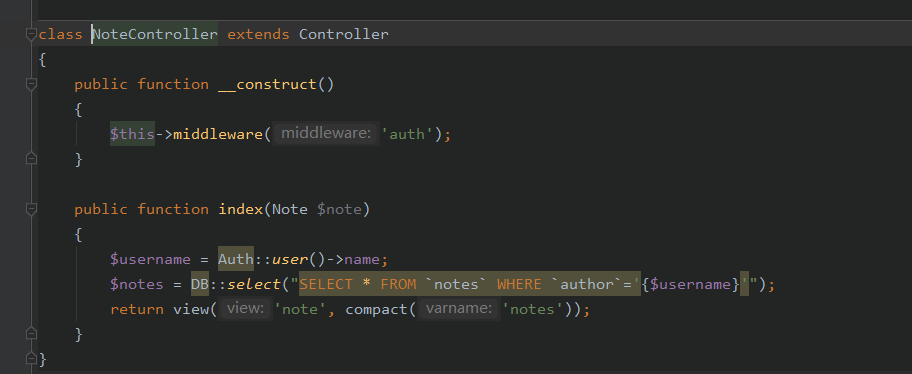 class NoteController extends Controller
{
    public function __construct()
    {
        $this->middleware( middleware: 'auth');
    }

    public function index(Note $note)
    {
        $username = Auth::user()->name;
        $notes = DB::select("SELECT * FROM `notes` WHERE `author`='{$username}'");
        return view( view: 'note', compact( varname: 'notes'));
    }
}